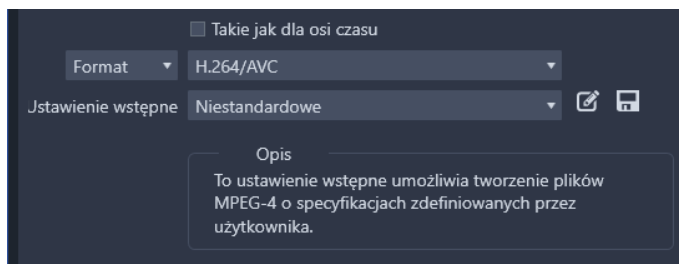 Takie jak dla osi czasu
Format H.264/AVC
Ustawienie wstępne Niestandardowe
Opis
To ustawienie wstępne umożliwia tworzenie plików
MPEG-4 o specyfikacjach zdefiniowanych przez
użytkownika.